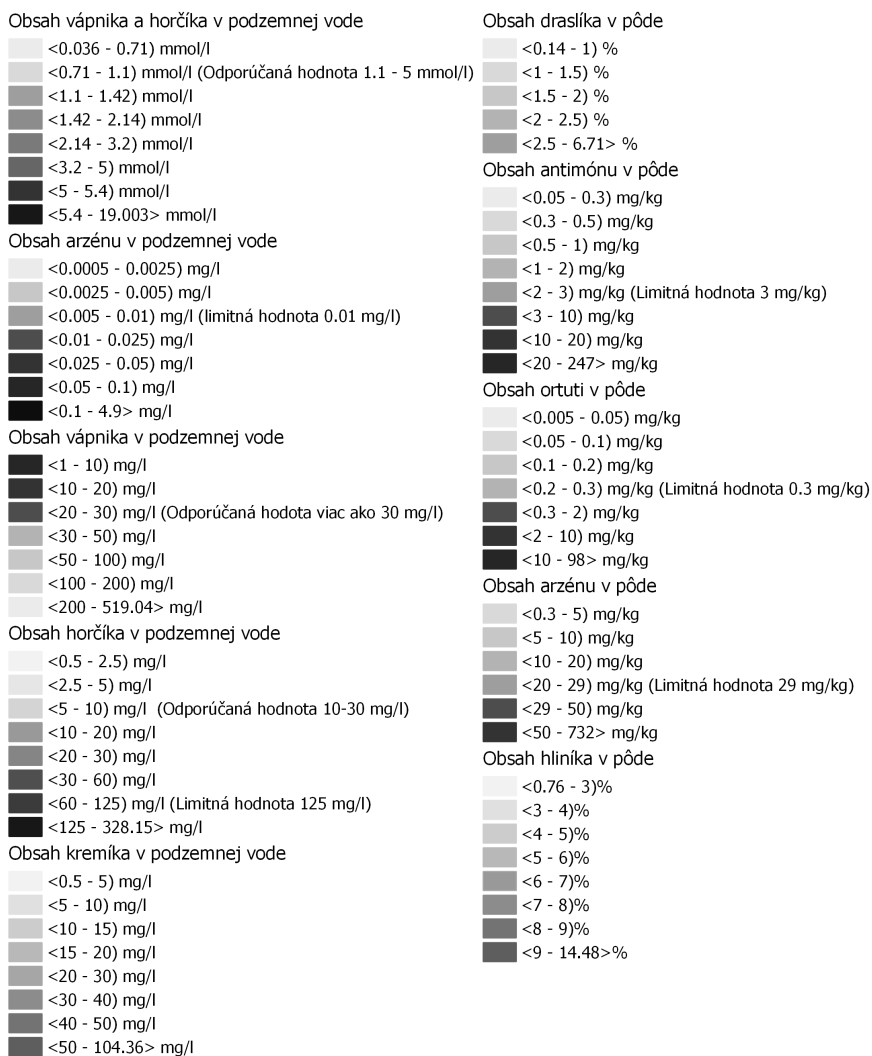 Obsah vápnika a horčíka v podzemnej vode
<0.036 - 0.71) mmol/l
<0.71 - 1.1) mmol/l (Odporúčaná hodnota 1.1 - 5 mmol/l)
<1.1 - 1.42) mmol/l
<1.42 - 2.14) mmol/l
<2.14 - 3.2) mmol/l
<3.2 - 5) mmol/l
<5 - 5.4) mmol/l
<5.4 - 19.003> mmol/l
Obsah arzénu v podzemnej vode
<0.0005 - 0.0025) mg/l
<0.0025 - 0.005) mg/l
<0.005 - 0.01) mg/l (limitná hodnota 0.01 mg/l)
<0.01 - 0.025) mg/l
<0.025 - 0.05) mg/l
<0.05 - 0.1) mg/l
<0.1 - 4.9> mg/l
Obsah vápnika v podzemnej vode
<1 - 10) mg/l
<10 - 20) mg/l
<20 - 30) mg/l (Odporúčaná hodota viac ako 30 mg/l)
<30 - 50) mg/l
<50 - 100) mg/l
<100 - 200) mg/l
<200 - 519.04> mg/l
Obsah horčíka v podzemnej vode
<0.5 - 2.5) mg/l
<2.5 - 5) mg/l
<5 - 10) mg/l (Odporúčaná hodnota 10-30 mg/l)
<10 - 20) mg/l
<20 - 30) mg/l
<30 - 60) mg/l
<60 - 125) mg/l (Limitná hodnota 125 mg/l)
<125 - 328.15> mg/l
Obsah kremíka v podzemnej vode
<0.5 - 5) mg/l
<5 - 10) mg/l
<10 - 15) mg/l
<15 - 20) mg/l
<20 - 30) mg/l
<30 - 40) mg/l
<40 - 50) mg/l
<50 - 104.36> mg/l
Obsah draslíka v pôde
<0.14 - 1) %
<1 - 1.5) %
<1.5 - 2) %
<2 - 2.5) %
<2.5 - 6.71> %
Obsah antimónu v pôde
<0.05 - 0.3) mg/kg
<0.3 - 0.5) mg/kg
<0.5 - 1) mg/kg
<1 - 2) mg/kg
<2 - 3) mg/kg (Limitná hodnota 3 mg/kg)
<3 - 10) mg/kg
<10 - 20) mg/kg
<20 - 247> mg/kg
Obsah ortuti v pôde
<0.005 - 0.05) mg/kg
<0.05 - 0.1) mg/kg
<0.1 - 0.2) mg/kg
<0.2 - 0.3) mg/kg (Limitná hodnota 0.3 mg/kg)
<0.3 - 2) mg/kg
<2 - 10) mg/kg
<10 - 98> mg/kg
Obsah arzénu v pôde
<0.3 - 5) mg/kg
<5 - 10) mg/kg
<10 - 20) mg/kg
<20 - 29) mg/kg (Limitná hodnota 29 mg/kg)
<29 - 50) mg/kg
<50 - 732> mg/kg
Obsah hliníka v pôde
<0.76 - 3)%
<3 - 4)%
<4 - 5)%
<5 - 6)%
<6 - 7)%
<7 - 8)%
<8 - 9)%
<9 - 14.48>%